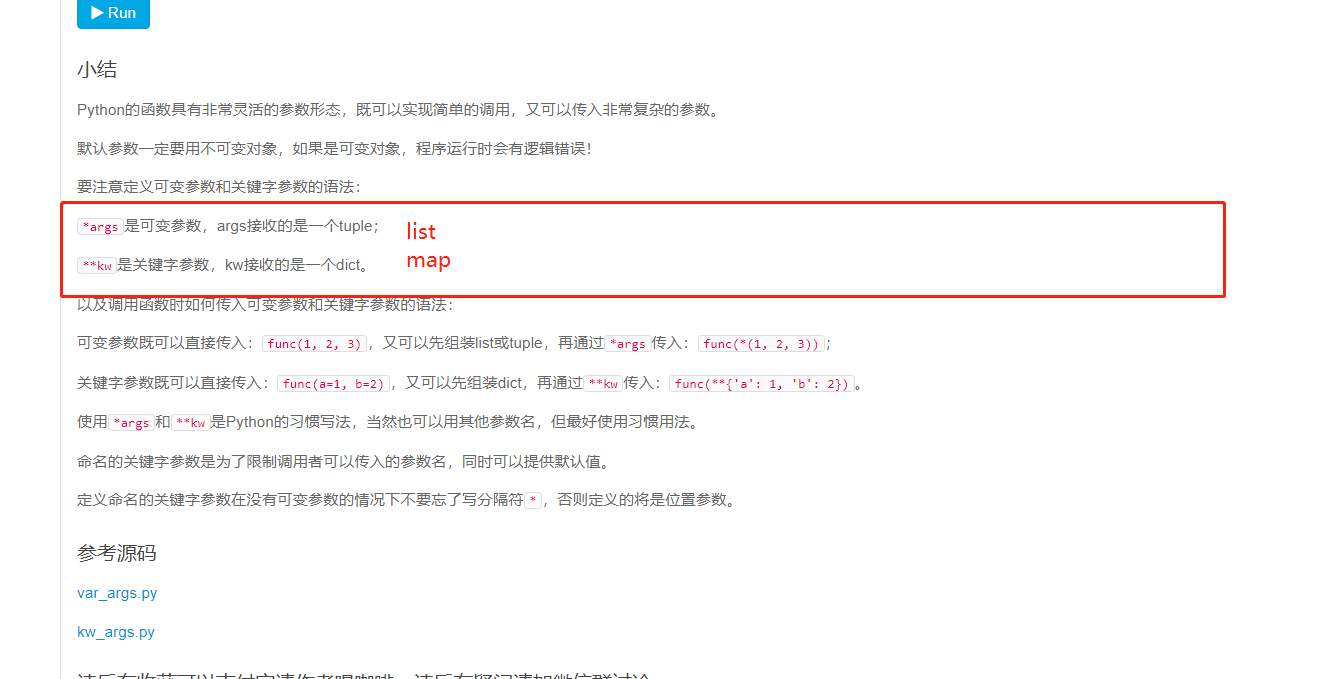 Run
小结
Python的函数具有非常灵活的参数形态，既可以实现简单的调用，又可以传入非常复杂的参数。
默认参数一定要用不可变对象，如果是可变对象，程序运行时会有逻辑错误！
要注意定义可变参数和关键字参数的语法：
*args是可变参数，args接收的是一个tuple；
list
**kw是关键字参数，kw接收的是一个dict。
map
以及调用函数时如何传入可变参数和关键字参数的语法：
可变参数既可以直接传入：func(1, 2, 3)，又可以先组装list或tuple，再通过*args传入：func(*(1, 2, 3))；
关键字参数既可以直接传入：func(a=1, b=2)，又可以先组装dict，再通过**kw传入：func(**{'a': 1, 'b': 2})。
使用*args和**kw是Python的习惯写法，当然也可以用其他参数名，但最好使用习惯用法。
命名的关键字参数是为了限制调用者可以传入的参数名，同时可以提供默认值。
定义命名的关键字参数在没有可变参数的情况下不要忘了写分隔符*，否则定义的将是位置参数。
参考源码
var_args.py
kw_args.py